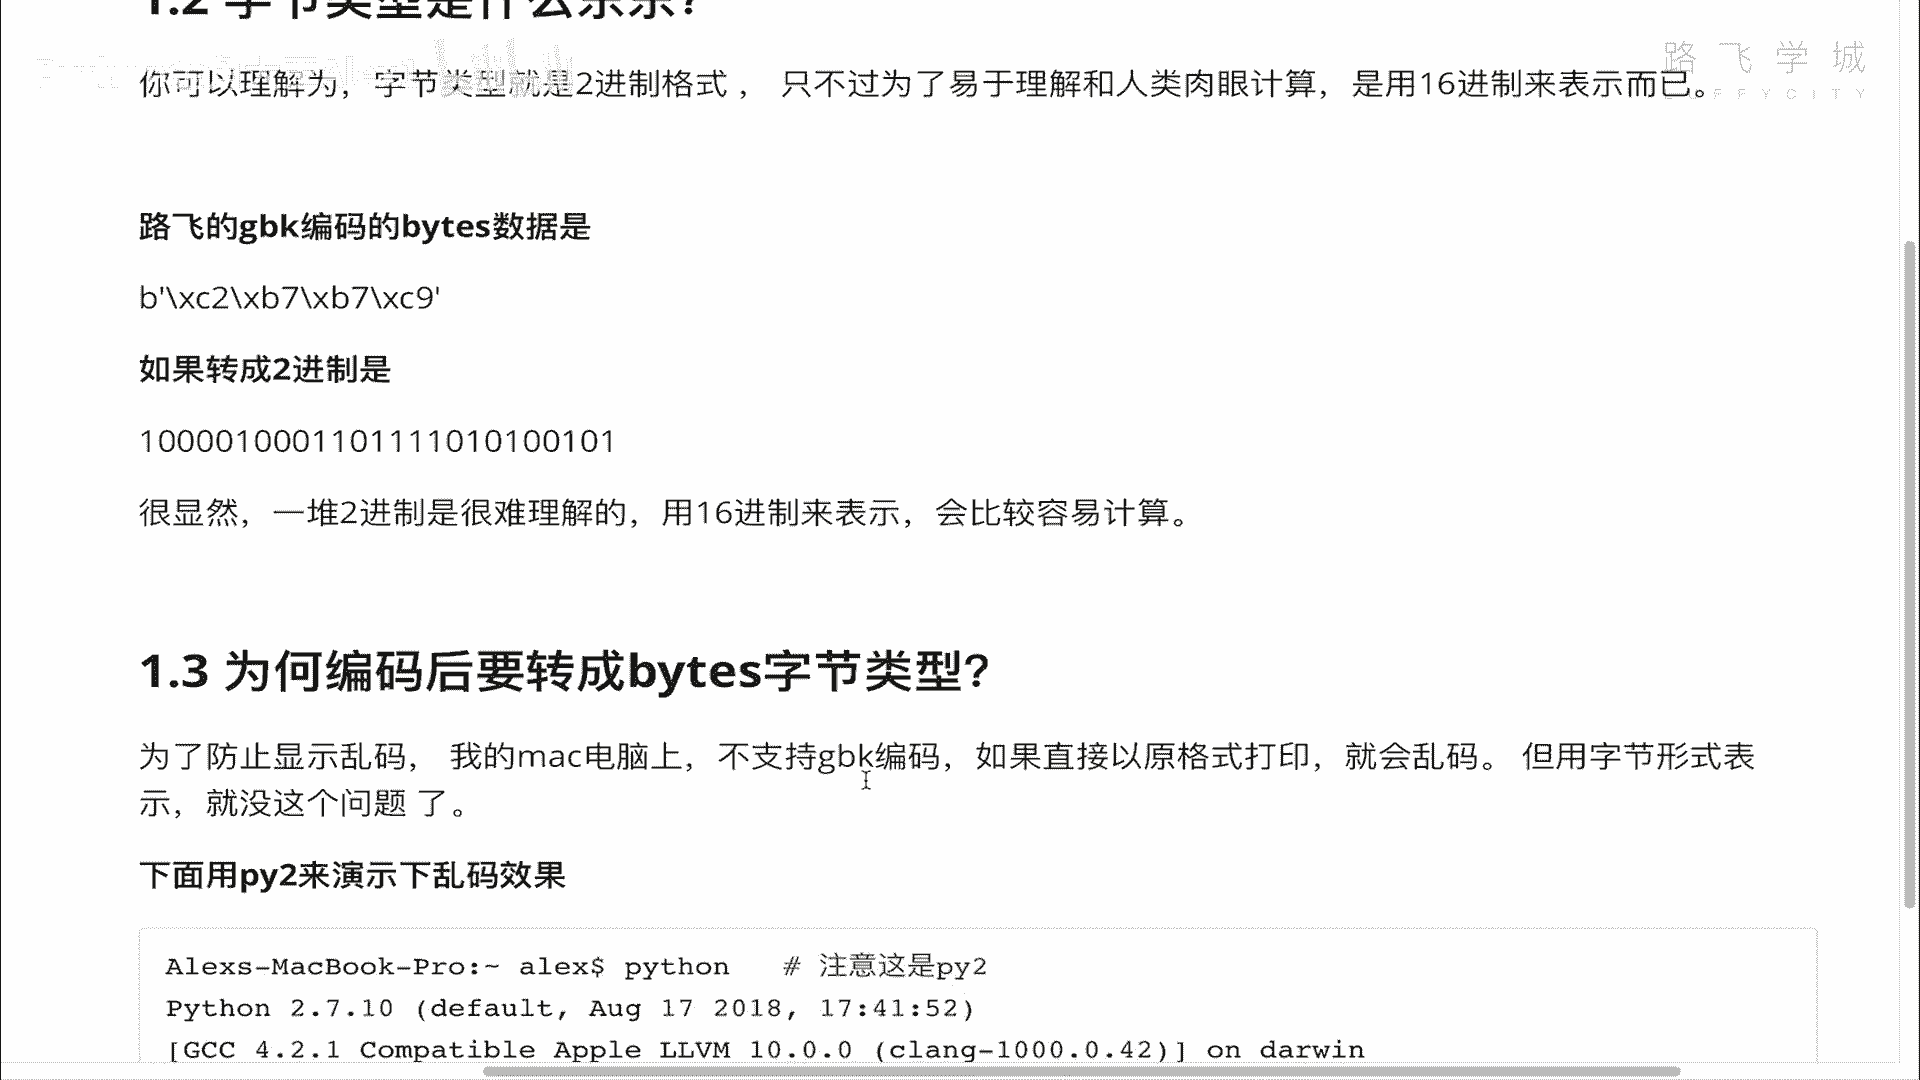 1.2 字节类型是什么东东?
路飞学城
LUFFYCITY
你可以理解为，字节类型就是2进制格式 ， 只不过为了易于理解和人类肉眼计算，是用16进制来表示而已。
路飞的gbk编码的bytes数据是
b'\xc2\xb7\xb7\xc9'
如果转成2进制是
1000010001101111010100101
很显然，一堆2进制是很难理解的，用16进制来表示，会比较容易计算。
1.3 为何编码后要转成bytes字节类型?
为了防止显示乱码， 我的mac电脑上，不支持gbk编码，如果直接以原格式打印，就会乱码。 但用字节形式表
示，就没这个问题 了。
下面用py2来演示下乱码效果
Alexs-MacBook-Pro:~ alex$ python   # 注意这是py2
Python 2.7.10 (default, Aug 17 2018, 17:41:52)
[GCC 4.2.1 Compatible Apple LLVM 10.0.0 (clang-1000.0.42)] on darwin